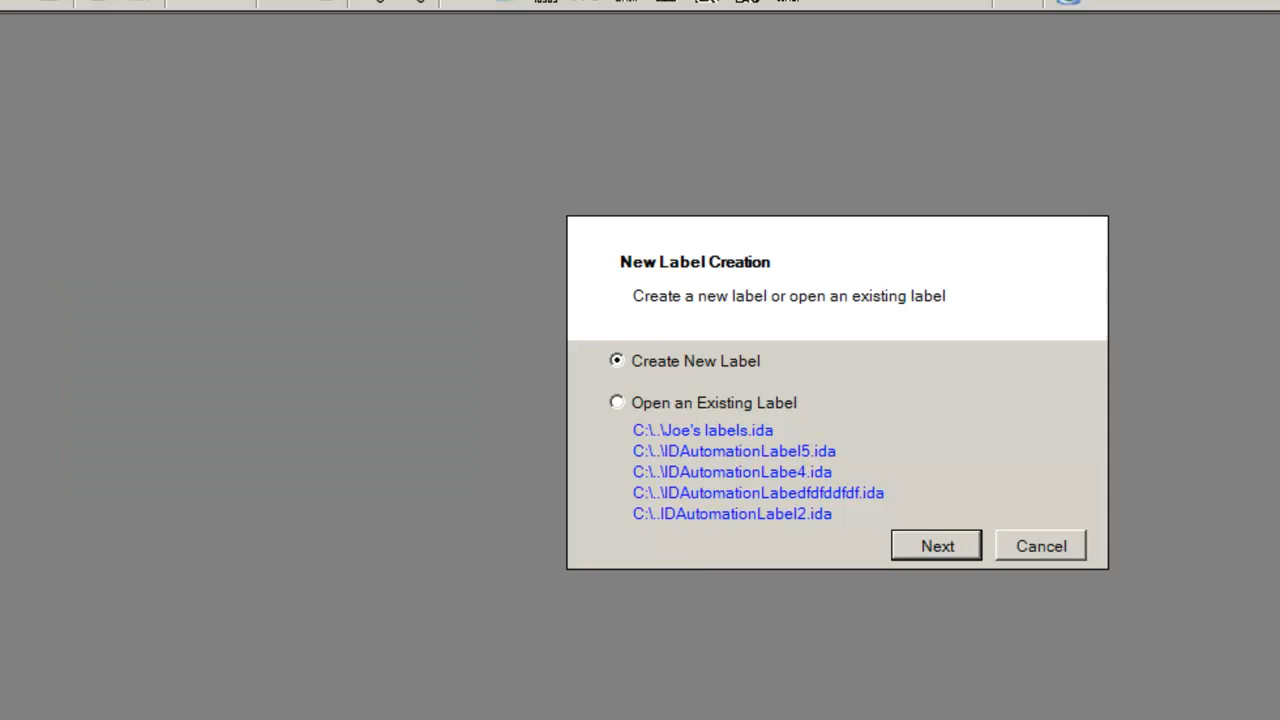 New Label Creation
Create a new label or open an existing label
Create New Label
Open an Existing Label
C:\..\Joe's labels.ida
C:\..\IDAutomationLabel5.ida
C:\..\IDAutomationLabe4.ida
C:\..\IDAutomationLabedfdfddfdf.ida
C:\..IDAutomationLabel2.ida
Next Cancel